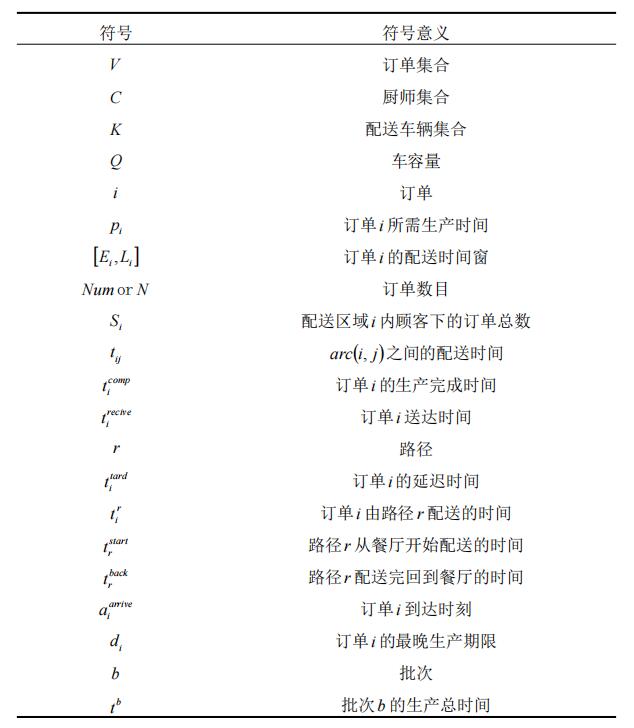 符号 符号意义
V 订单集合
C 厨师集合
K 配送车辆集合
Q 车容量
i 订单
p_i 订单 i 所需生产时间
[E_i, L_i] 订单 i 的配送时间窗
Num or N 订单数目
S_i 配送区域 i 内顾客下的订单总数
t_ij arc(i, j)之间的配送时间
t_i^comp 订单 i 的生产完成时间
t_i^recive 订单 i 送达时间
r 路径
t_i^tard 订单 i 的延迟时间
t_i^r 订单 i 由路径 r 配送的时间
t_r^start 路径 r 从餐厅开始配送的时间
t_r^back 路径 r 配送完回到餐厅的时间
a_i^arrive 订单 i 到达时刻
d_i 订单 i 的最晚生产期限
b 批次
t^b 批次 b 的生产总时间